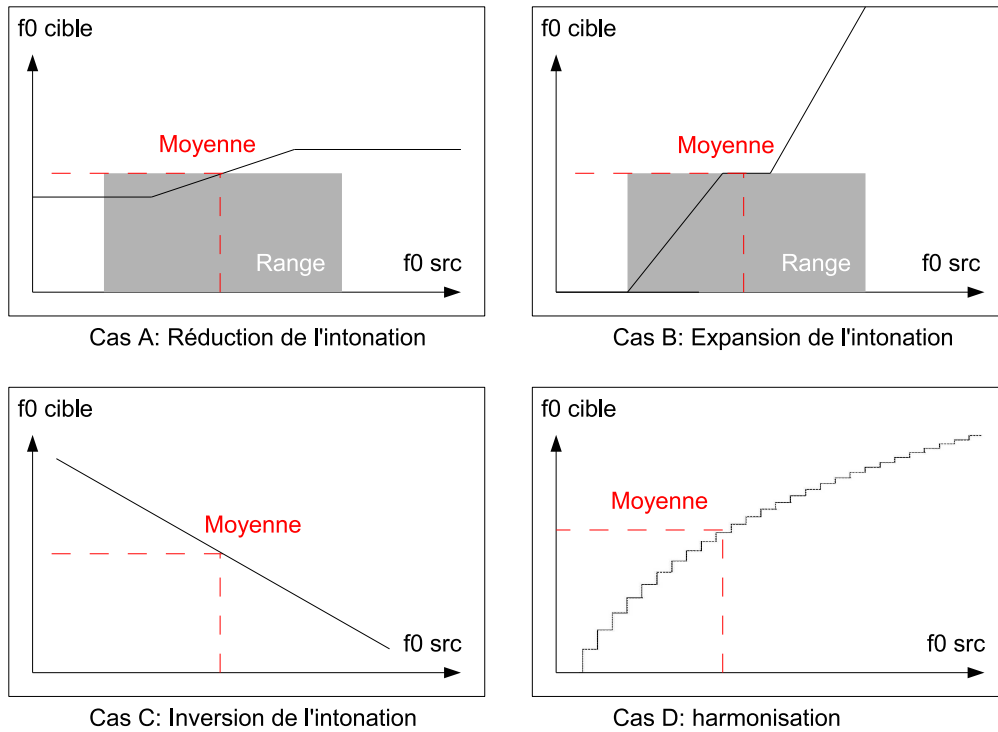 f0 cible
Moyenne
Range
f0 src
Cas A: Réduction de l'intonation
f0 cible
Moyenne
Range
f0 src
Cas B: Expansion de l'intonation
f0 cible
Moyenne
f0 src
Cas C: Inversion de l'intonation
f0 cible
Moyenne
f0 src
Cas D: harmonisation